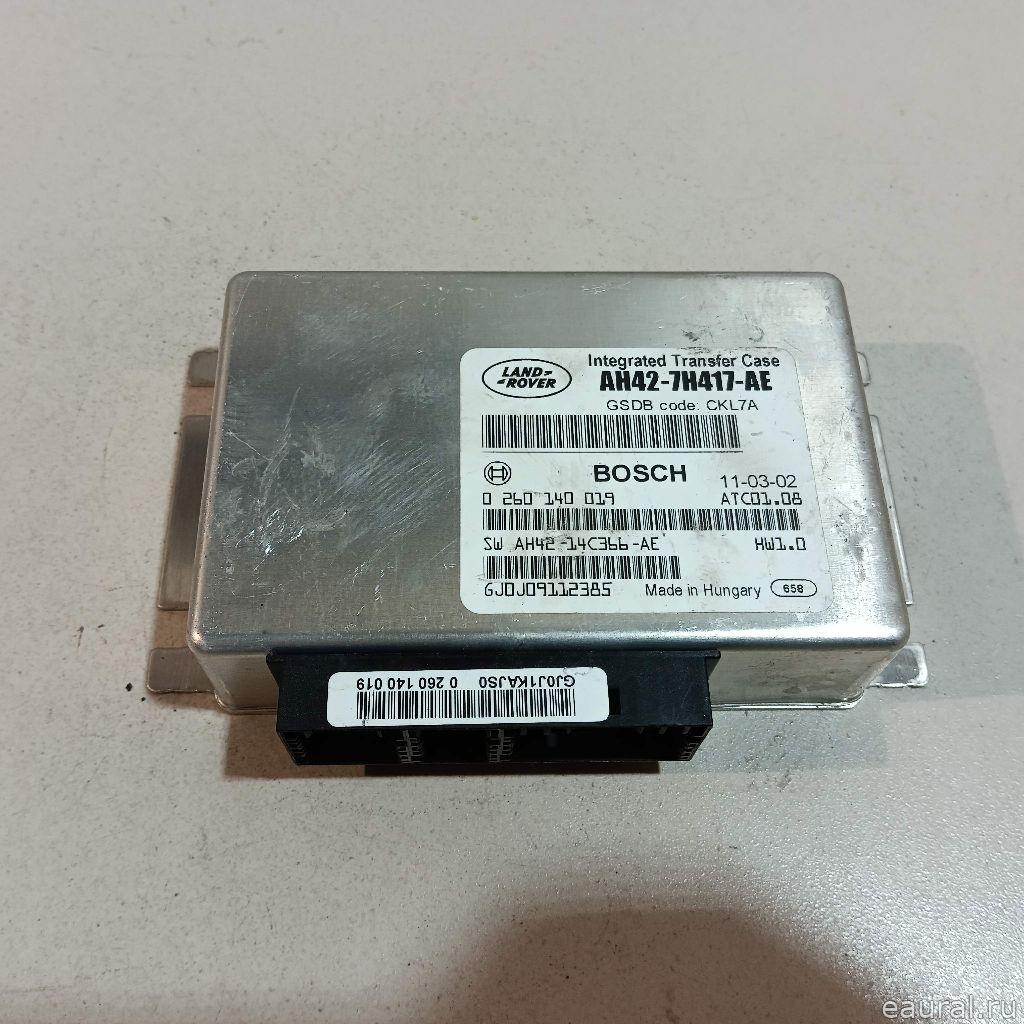 LAND-
-ROVER
Integrated Transfer Case
AH42-7H417-AE
GSDB code: CKL7A
BOSCH
11-03-02
0 260 140 019 ATC01.08
SW AH42-14C366-AE HW1.0
GJ0J09112385 Made in Hungary 658
GJ0J1KAJS0 0 260 140 019
eaural.ru